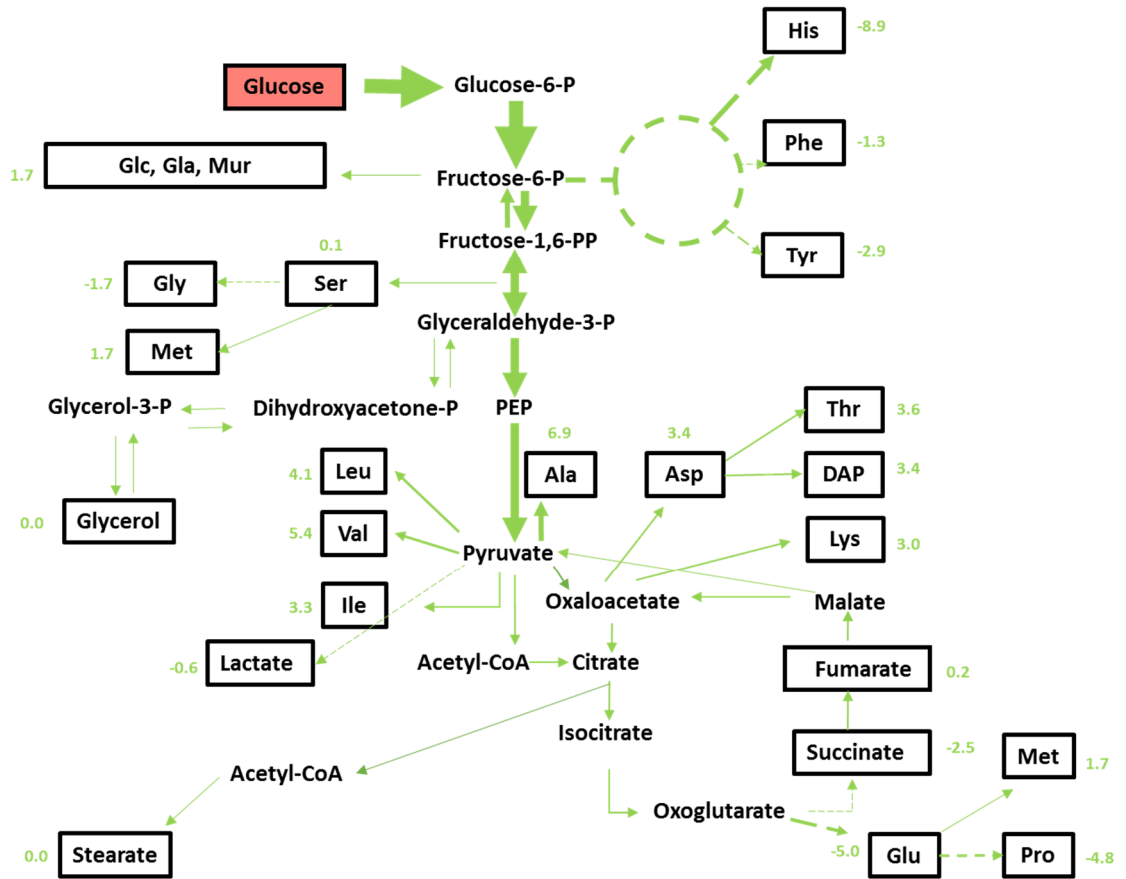 His
-8.9
Glucose
Glucose-6-P
Phe
-1.3
Glc, Gla, Mur
1.7
Fructose-6-P
Fructose-1,6-PP
Tyr
-2.9
0.1
-1.7
Gly
Ser
Glyceraldehyde-3-P
1.7
Met
Glycerol-3-P
Dihydroxyacetone-P
PEP
Thr
3.6
6.9
3.4
4.1
Leu
Ala
Asp
DAP
3.4
0.0
Glycerol
5.4
Val
Lys
3.0
Pyruvate
3.3
Ile
Oxaloacetate
Malate
-0.6
Lactate
Acetyl-CoA
Citrate
Fumarate
0.2
Isocitrate
Succinate
-2.5
Met
1.7
Acetyl-CoA
Oxoglutarate
0.0
Stearate
-5.0
Glu
Pro
-4.8